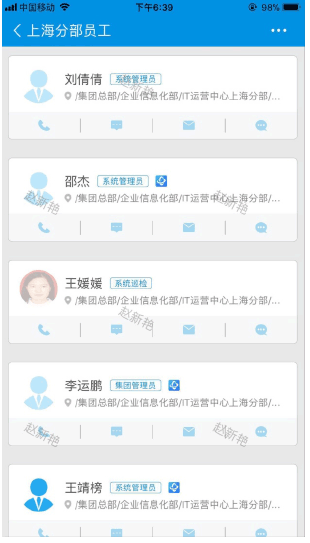 中国移动 下午6:39 98%
上海分部员工
刘倩倩 系统管理员
/集团总部/企业信息化部/IT运营中心上海分部/...
邵杰 系统管理员
/集团总部/企业信息化部/IT运营中心上海分部/...
赵新艳 赵新艳
王媛媛 系统巡检
/集团总部/企业信息化部/IT运营中心上海分部/...
赵新艳
李运鹏 集团管理员
/集团总部/企业信息化部/IT运营中心上海分部/...
赵新艳 赵新艳
王靖榜 系统管理员
/集团总部/企业信息化部/IT运营中心上海分部/...